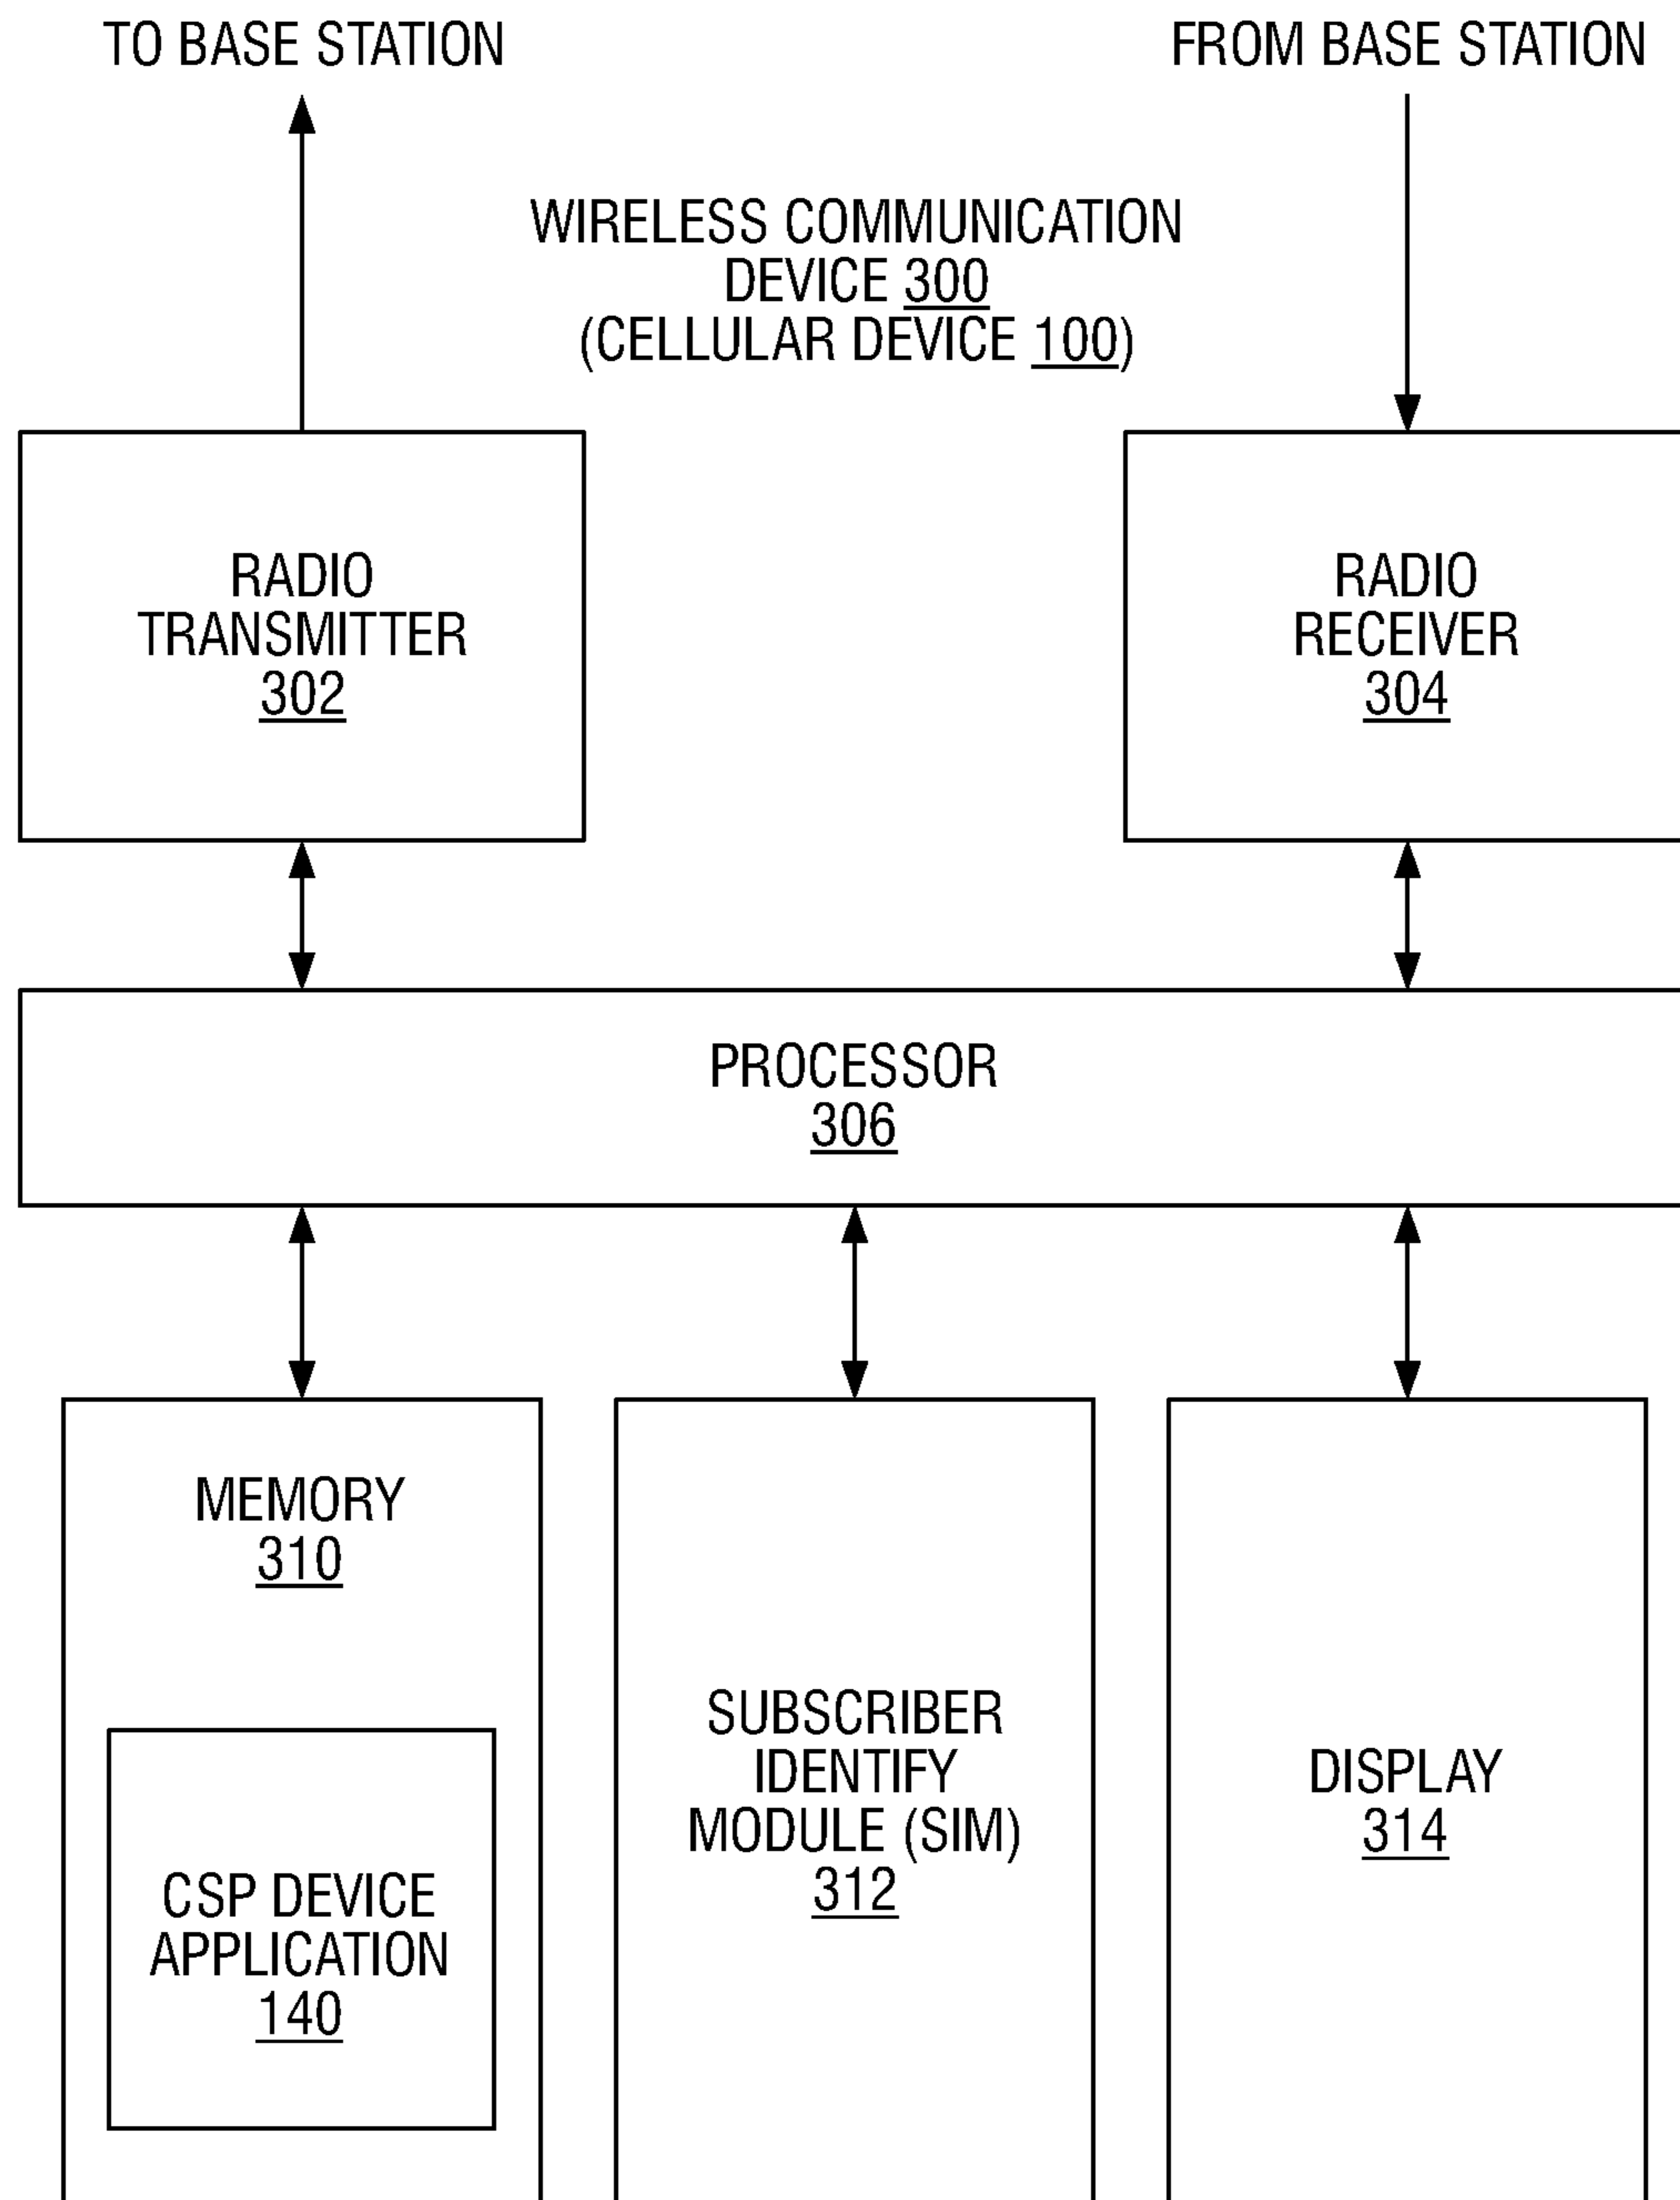 TO BASE STATION
FROM BASE STATION
WIRELESS COMMUNICATION
DEVICE 300
(CELLULAR DEVICE 100)
RADIO
TRANSMITTER
302
RADIO
RECEIVER
304
PROCESSOR
306
MEMORY
310
CSP DEVICE
APPLICATION
140
SUBSCRIBER
IDENTIFY
MODULE (SIM)
312
DISPLAY
314